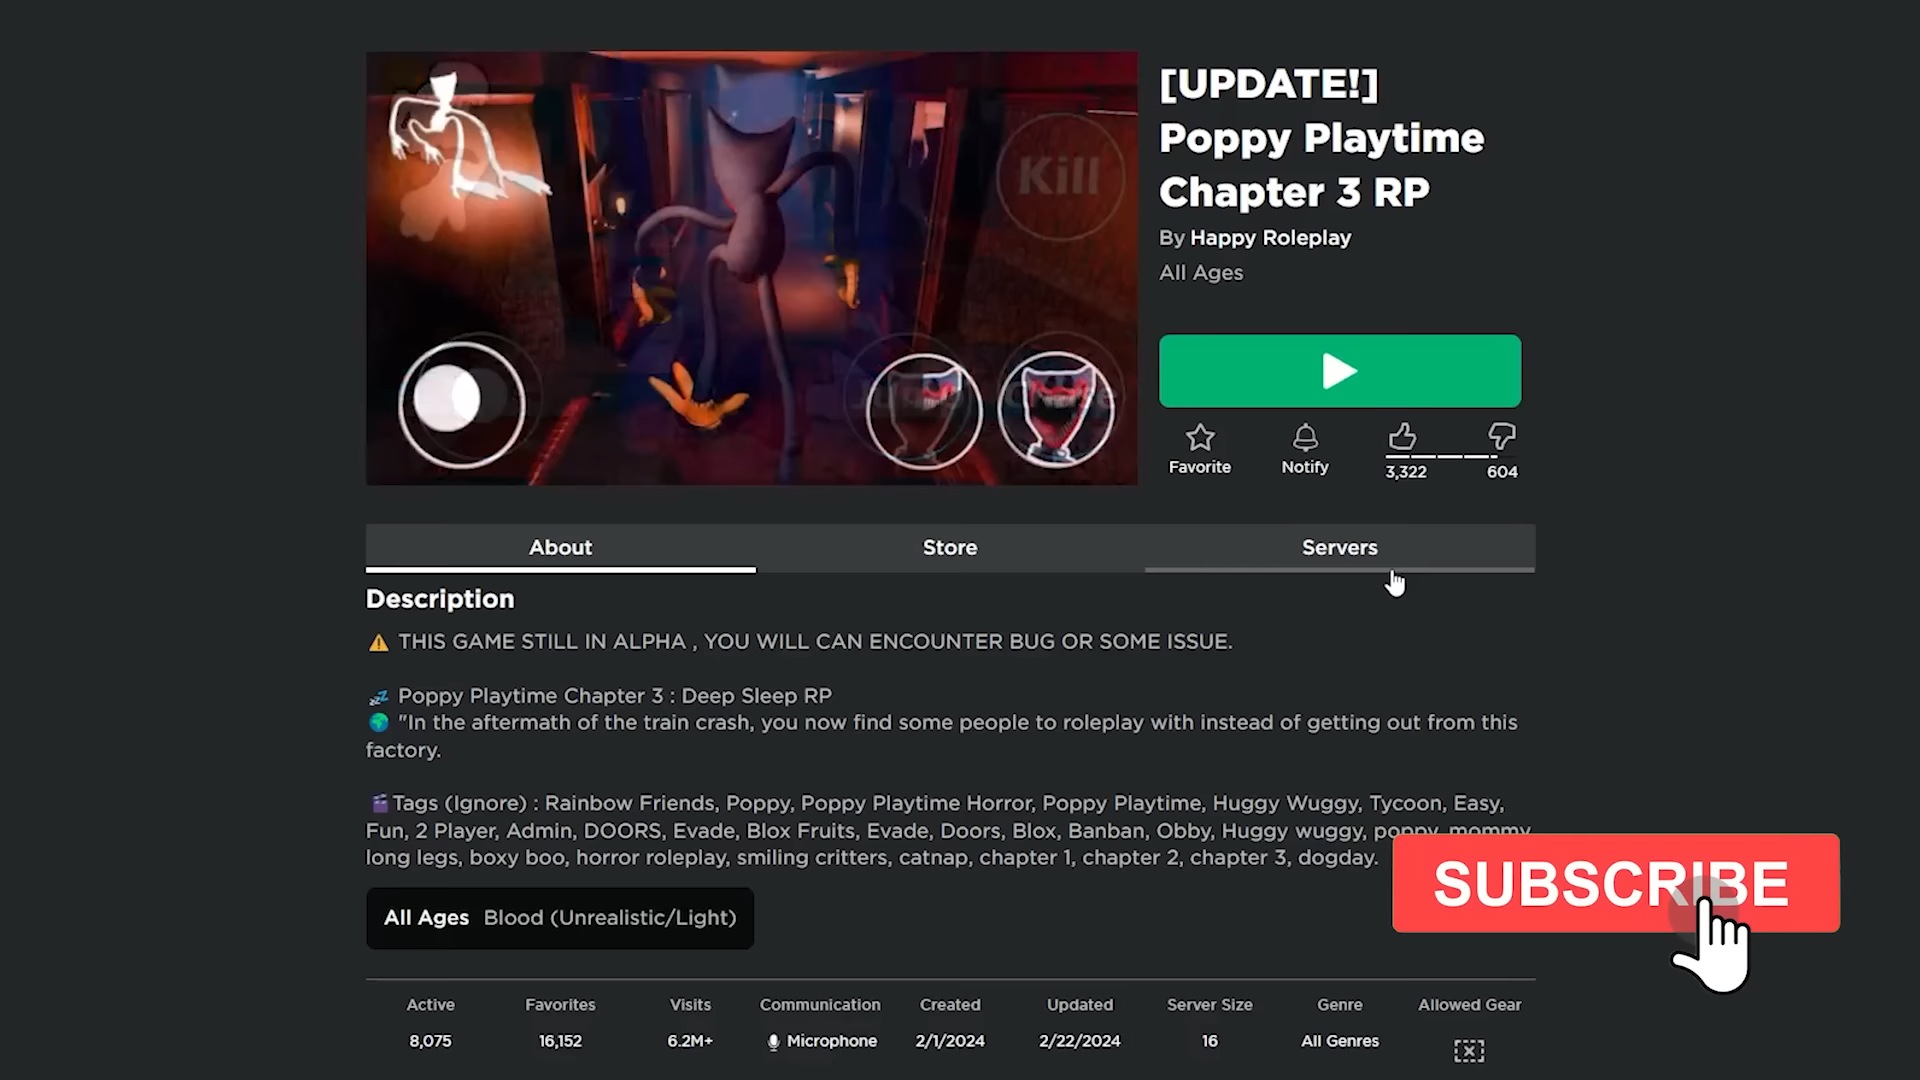 [UPDATE!]
Poppy Playtime
Chapter 3 RP
By Happy Roleplay
All Ages
Kill
Favorite
Notify
3,322
604
About
Store
Servers
Description
⚠️ THIS GAME STILL IN ALPHA , YOU WILL CAN ENCOUNTER BUG OR SOME ISSUE.
💤 Poppy Playtime Chapter 3 : Deep Sleep RP
🌍 "In the aftermath of the train crash, you now find some people to roleplay with instead of getting out from this
factory.
🎬Tags (Ignore) : Rainbow Friends, Poppy, Poppy Playtime Horror, Poppy Playtime, Huggy Wuggy, Tycoon, Easy,
Fun, 2 Player, Admin, DOORS, Evade, Blox Fruits, Evade, Doors, Blox, Banban, Obby, Huggy wuggy, poppy, mommy
long legs, boxy boo, horror roleplay, smiling critters, catnap, chapter 1, chapter 2, chapter 3, dogday.
SUBSCRIBE
All Ages Blood (Unrealistic/Light)
Active Favorites Visits Communication Created Updated Server Size Genre Allowed Gear
8,075 16,152 6.2M+ Microphone 2/1/2024 2/22/2024 16 All Genres